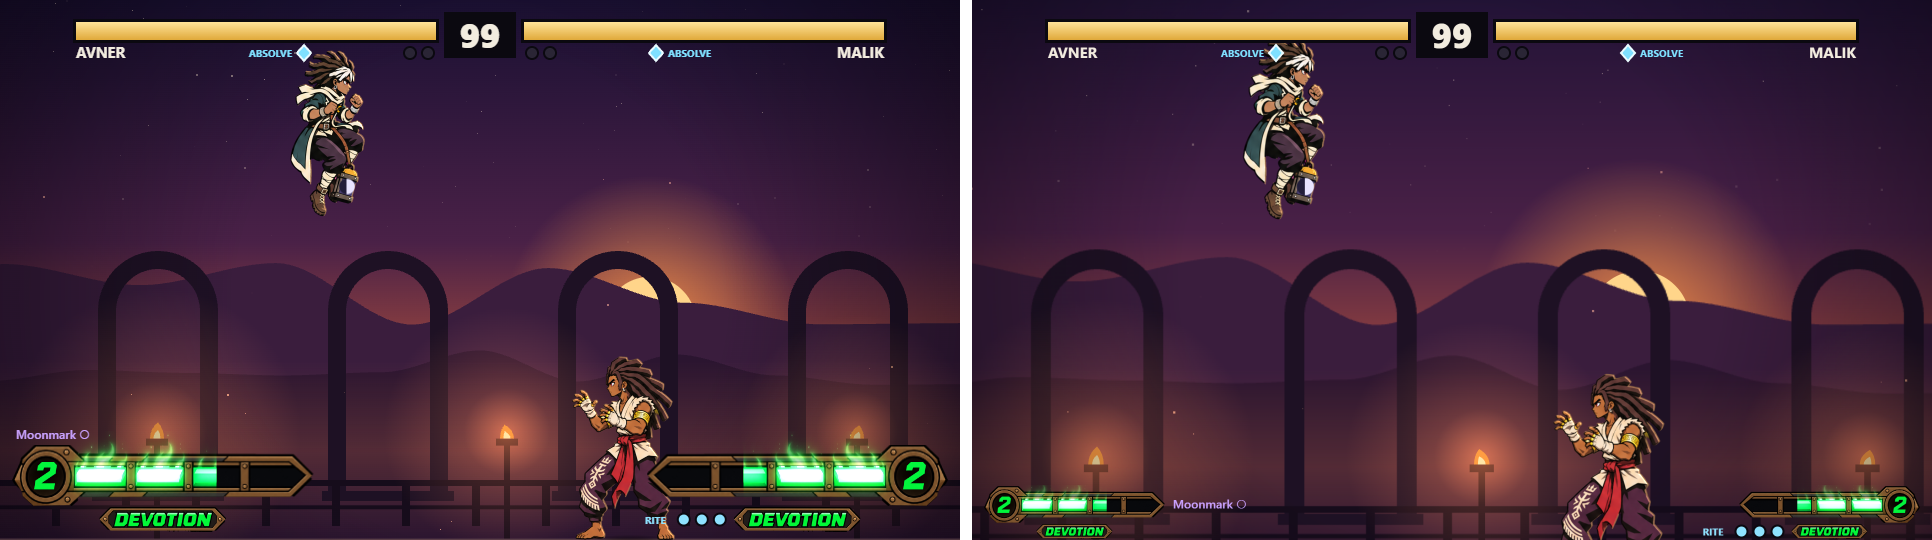 AVNER ABSOLVE 99 ABSOLVE MALIK
Moonmark
2 2
DEVOTION RITE DEVOTION
AVNER ABSOLVE 99 ABSOLVE MALIK
2 Moonmark 2
DEVOTION RITE DEVOTION